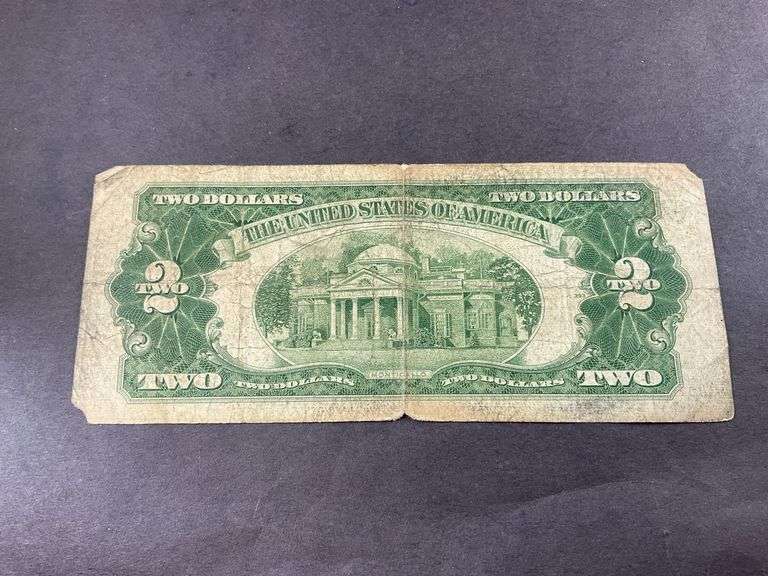 TWO DOLLARS TWO DOLLARS
THE UNITED STATES OF AMERICA
2 2
TWO TWO
MONTICELLO
TWO TWO DOLLARS TWO DOLLARS TWO